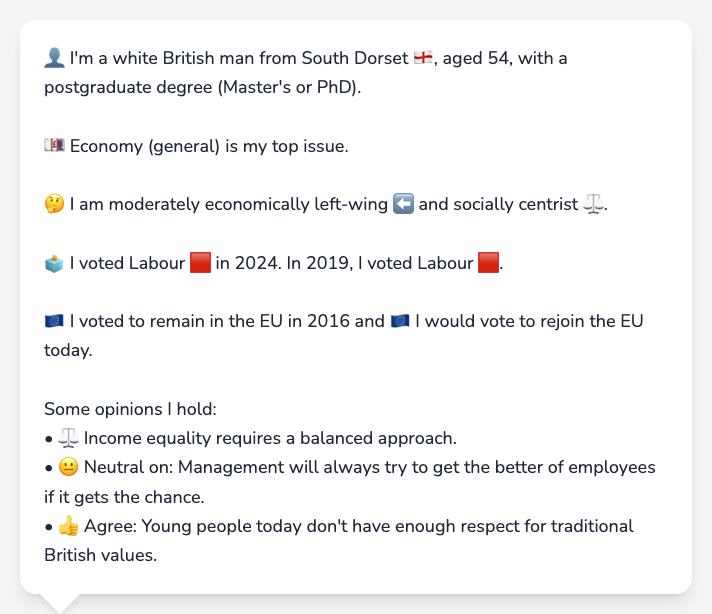 👤 I'm a white British man from South Dorset 🏴󠁧󠁢󠁥󠁮󠁧󠁿, aged 54, with a
postgraduate degree (Master's or PhD).
💷 Economy (general) is my top issue.
🤔 I am moderately economically left-wing ⬅️ and socially centrist ⚖️.
🗳️ I voted Labour 🟥 in 2024. In 2019, I voted Labour 🟥.
🇪🇺 I voted to remain in the EU in 2016 and 🇪🇺 I would vote to rejoin the EU
today.
Some opinions I hold:
• ⚖️ Income equality requires a balanced approach.
• 😐 Neutral on: Management will always try to get the better of employees
if it gets the chance.
• 👍 Agree: Young people today don't have enough respect for traditional
British values.